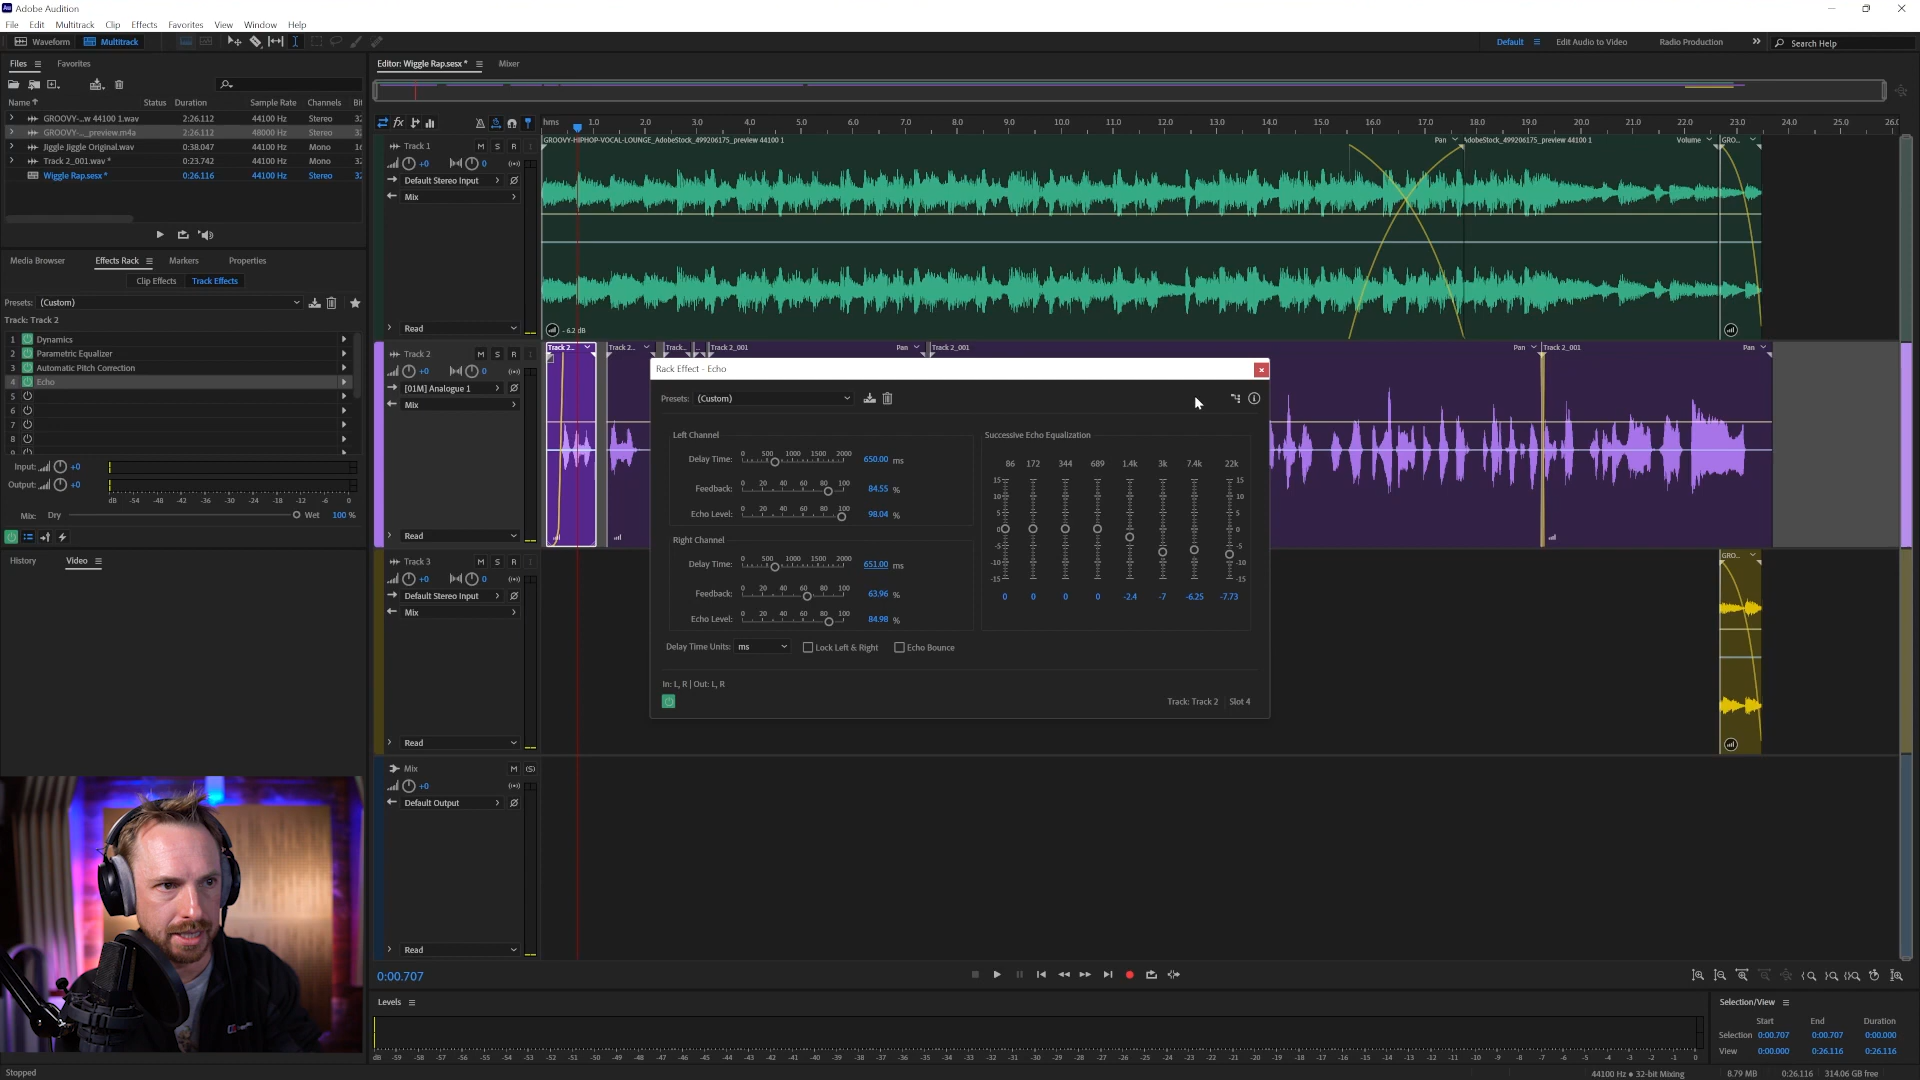 Adobe Audition
File Edit Multitrack Clip Effects Favorites View Window Help
Waveform Multitrack Default Edit Audio to Video Radio Production Search Help
Files Favorites
Editor: Wiggle Rap.sesx * Mixer
Name Status Duration Sample Rate Channels Bi
GROOVY-...w 44100 1.wav 2:26.112 44100 Hz Stereo 32
GROOVY-..._preview.m4a 2:26.112 48000 Hz Stereo 32
Jiggle Jiggle Original.wav 0:38.047 44100 Hz Mono 16
Track 2_001.wav * 0:23.742 44100 Hz Mono 32
Wiggle Rap.sesx * 0:26.116 44100 Hz Stereo 32
hms 1.0 2.0 3.0 4.0 5.0 6.0 7.0 8.0 9.0 10.0 11.0 12.0 13.0 14.0 15.0 16.0 17.0 18.0 19.0 20.0 21.0 22.0 23.0 24.0 25.0 26.0
Track 1 M S R I
+0 0
Default Stereo Input
Mix
Read
GROOVY-HIPHOP-VOCAL-LOUNGE_AdobeStock_499206175_preview 44100 1 Pan
dobeStock_499206175_preview 44100 1 Volume
GRO...
- 6.2 dB
Media Browser Effects Rack Markers Properties
Clip Effects Track Effects
Presets: (Custom)
Track: Track 2
1 Dynamics
2 Parametric Equalizer
3 Automatic Pitch Correction
4 Echo
5
6
7
8
9
Input: +0
Output: +0
dB -54 -48 -42 -36 -30 -24 -18 -12 -6 0
Mix: Dry Wet 100 %
Track 2 M S R I
+0 0
[01M] Analogue 1
Mix
Read
Track 2... Track 2... Track... Track 2_001 Pan Track 2_001 Pan Track 2_001 Pan
Rack Effect - Echo
Presets: (Custom)
Left Channel
Delay Time: 0 500 1000 1500 2000 650.00 ms
Feedback: 0 20 40 60 80 100 84.55 %
Echo Level: 0 20 40 60 80 100 98.04 %
Right Channel
Delay Time: 0 500 1000 1500 2000 651.00 ms
Feedback: 0 20 40 60 80 100 63.96 %
Echo Level: 0 20 40 60 80 100 84.98 %
Successive Echo Equalization
86 172 344 689 1.4k 3k 7.4k 22k
15 15
10 10
5 5
0 0
-5 -5
-10 -10
-15 -15
0 0 0 0 -2.4 -7 -6.25 -7.73
Delay Time Units: ms Lock Left & Right Echo Bounce
In: L, R | Out: L, R
Track: Track 2 Slot 4
History Video
Track 3 M S R I
+0 0
Default Stereo Input
Mix
Read
GRO...
Mix M (S)
+0
Default Output
Read
0:00.707
Levels
dB -59 -58 -57 -56 -55 -54 -53 -52 -51 -50 -49 -48 -47 -46 -45 -44 -43 -42 -41 -40 -39 -38 -37 -36 -35 -34 -33 -32 -31 -30 -29 -28 -27 -26 -25 -24 -23 -22 -21 -20 -19 -18 -17 -16 -15 -14 -13 -12 -11 -10 -9 -8 -7 -6 -5 -4 -3 -2 -1 0
Selection/View
Start End Duration
Selection 0:00.707 0:00.707 0:00.000
View 0:00.000 0:26.116 0:26.116
Stopped
44100 Hz ● 32-bit Mixing 8.79 MB 0:26.116 314.06 GB free